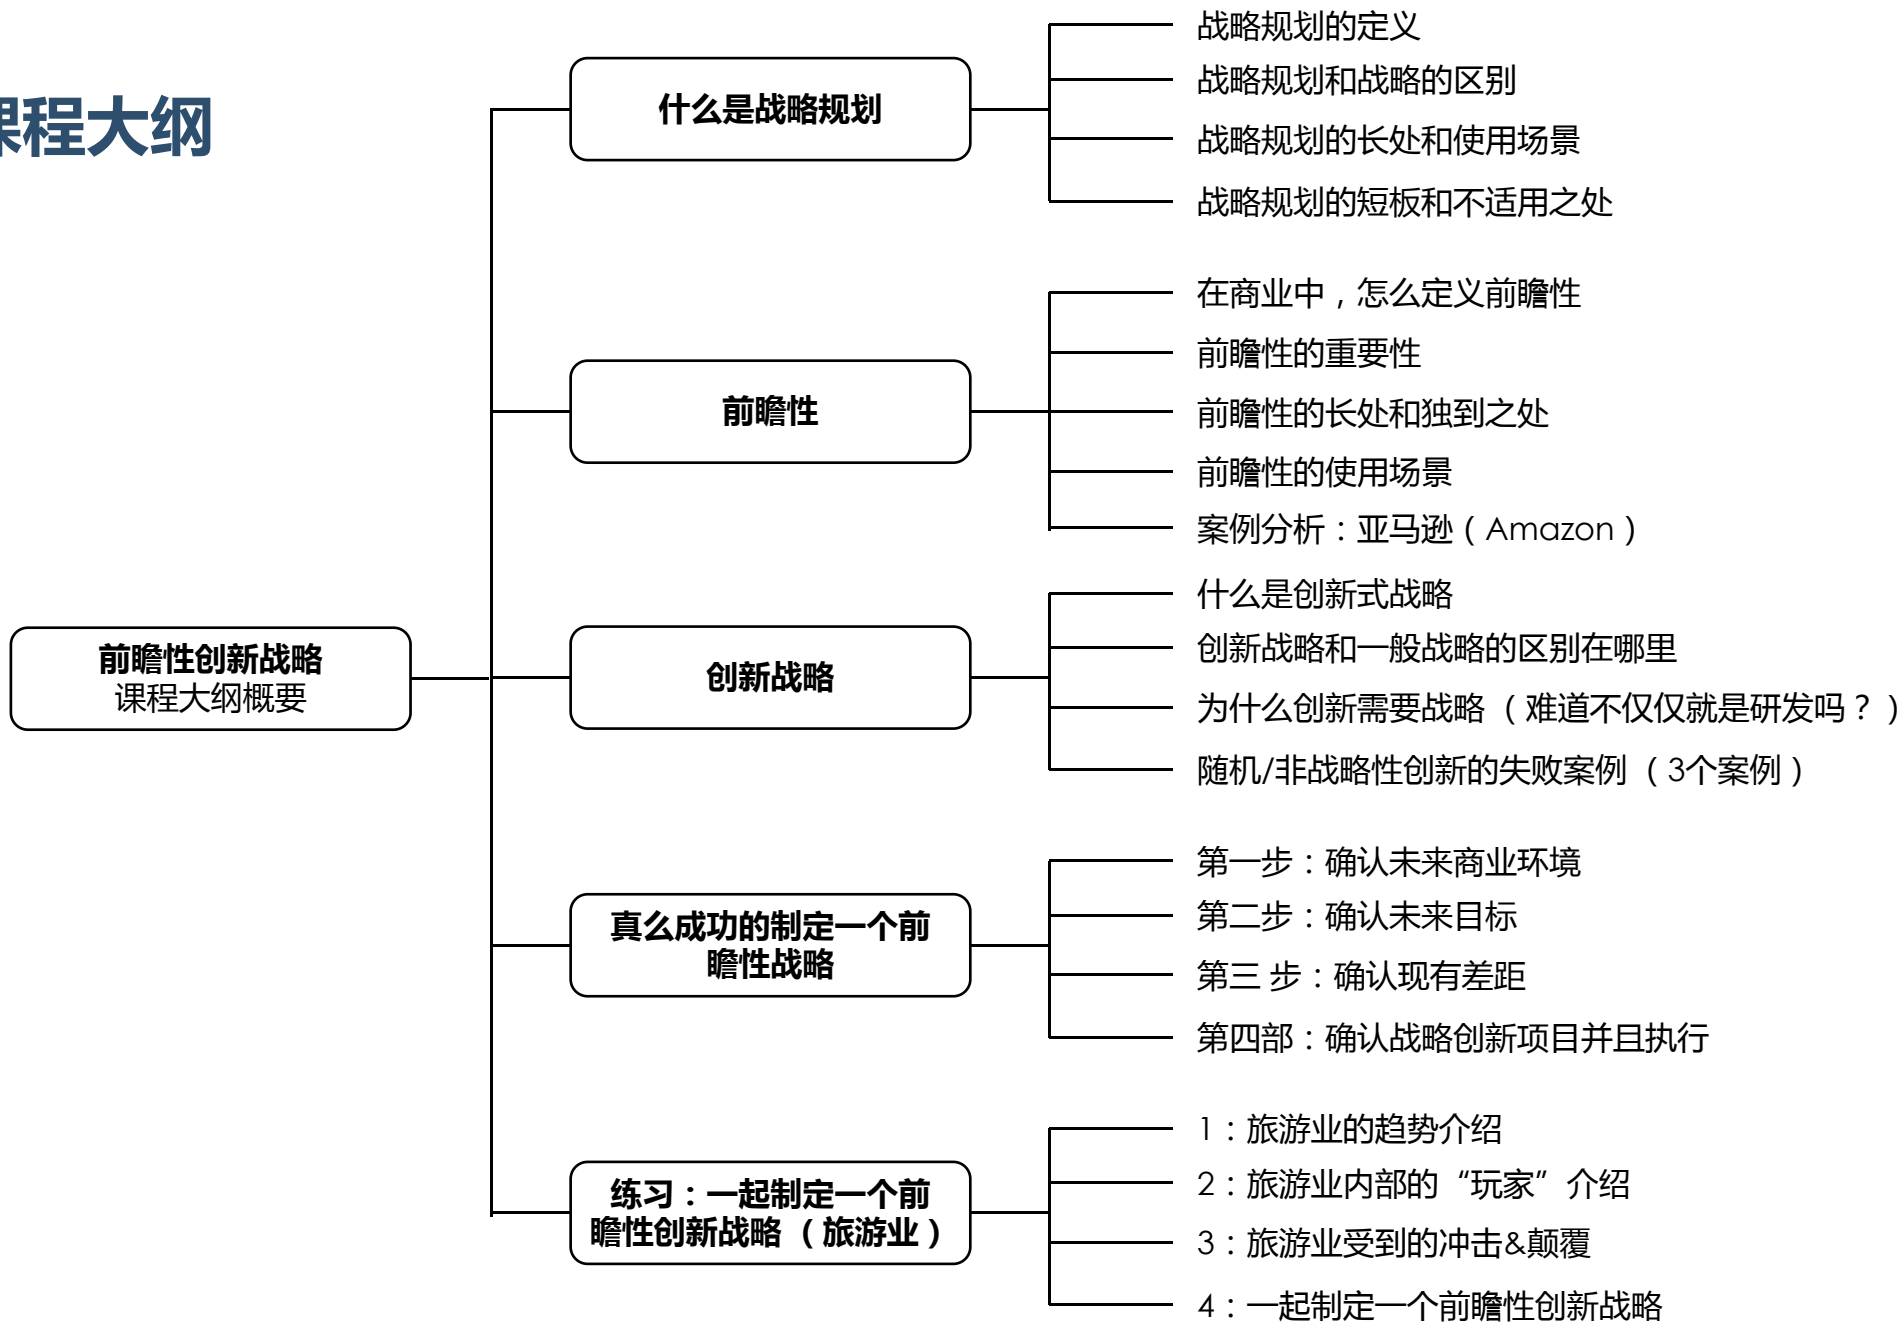 课程大纲
什么是战略规划
战略规划的定义
战略规划和战略的区别
战略规划的长处和使用场景
战略规划的短板和不适用之处
前瞻性
在商业中，怎么定义前瞻性
前瞻性的重要性
前瞻性的长处和独到之处
前瞻性的使用场景
案例分析：亚马逊（Amazon）
前瞻性创新战略
课程大纲概要
创新战略
什么是创新式战略
创新战略和一般战略的区别在哪里
为什么创新需要战略（难道不仅仅就是研发吗？）
随机/非战略性创新的失败案例（3个案例）
真么成功的制定一个前
瞻性战略
第一步：确认未来商业环境
第二步：确认未来目标
第三 步：确认现有差距
第四部：确认战略创新项目并且执行
练习：一起制定一个前
瞻性创新战略（旅游业）
1：旅游业的趋势介绍
2：旅游业内部的“玩家”介绍
3：旅游业受到的冲击&颠覆
4：一起制定一个前瞻性创新战略